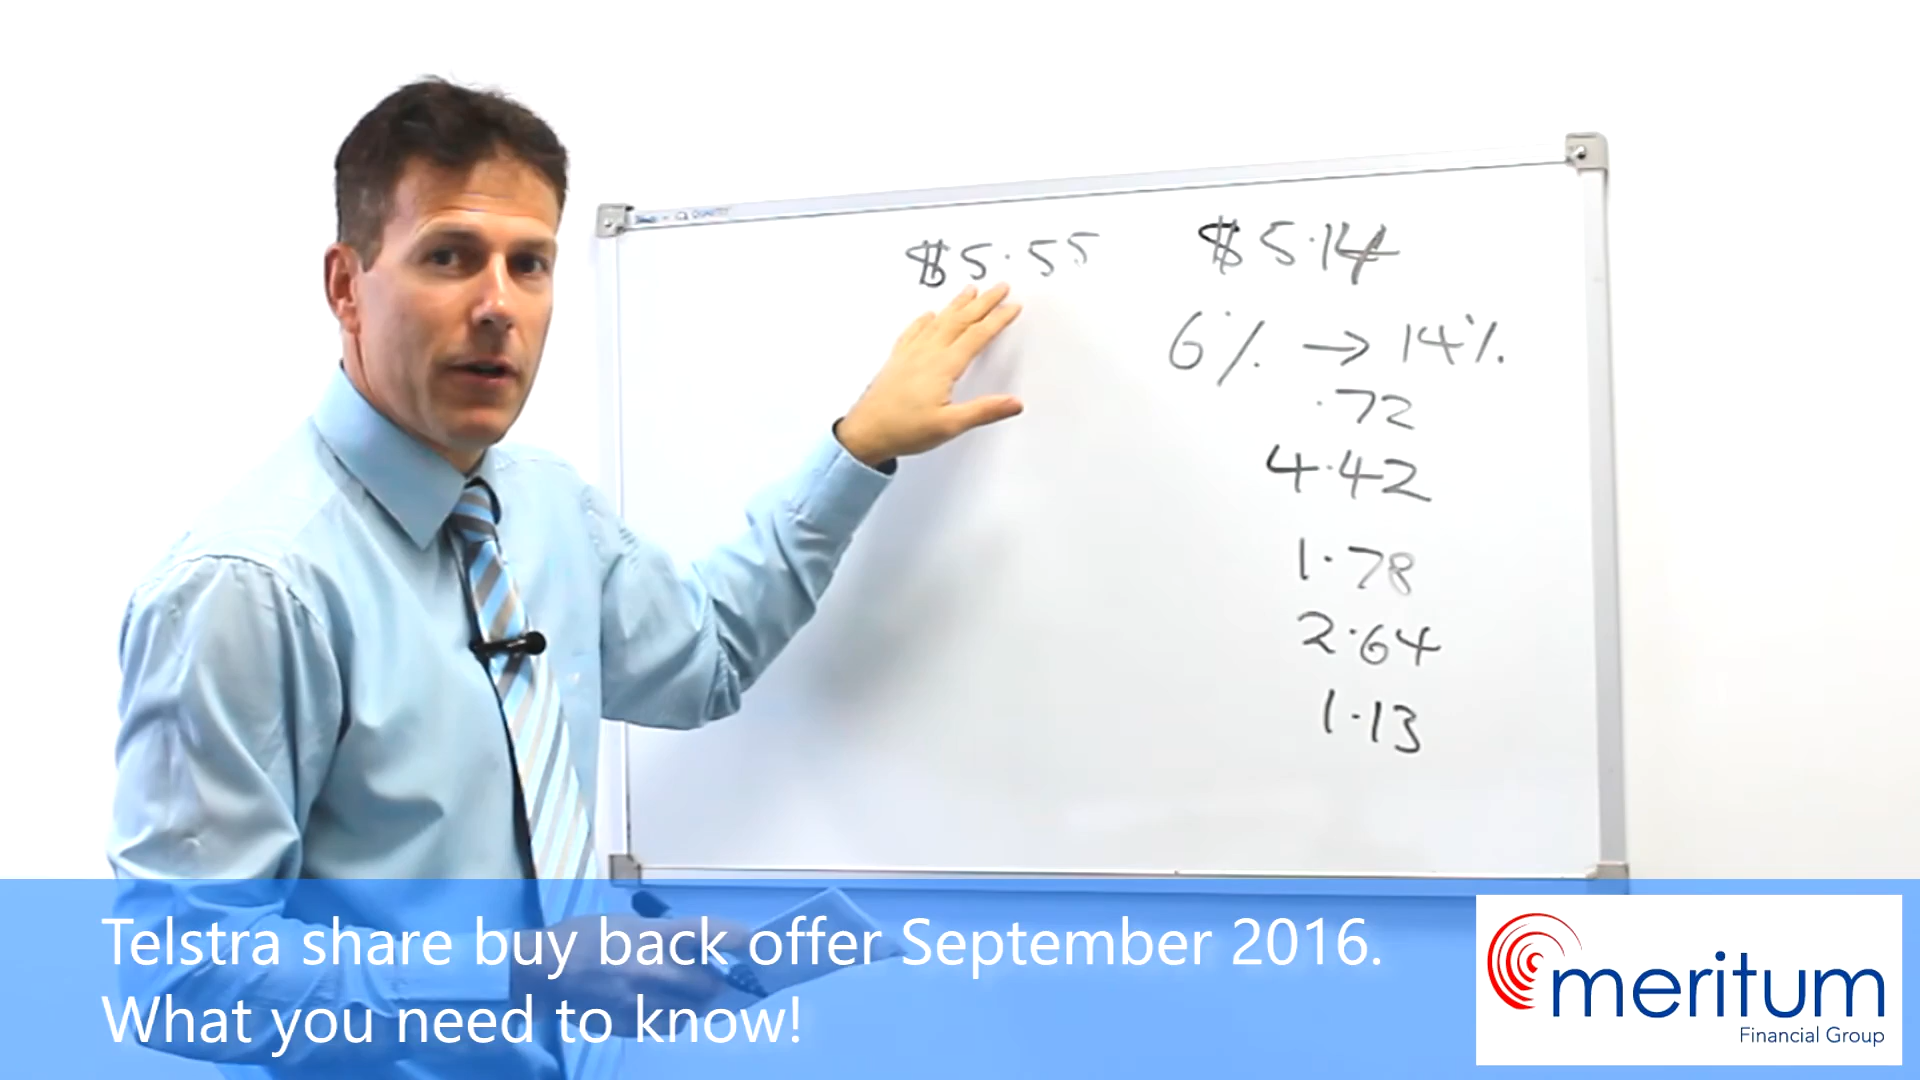 $5.55 $5.14
6% → 14%
.72
4.42
1.78
2.64
1.13
Telstra share buy back offer September 2016.
What you need to know!
meritum
Financial Group